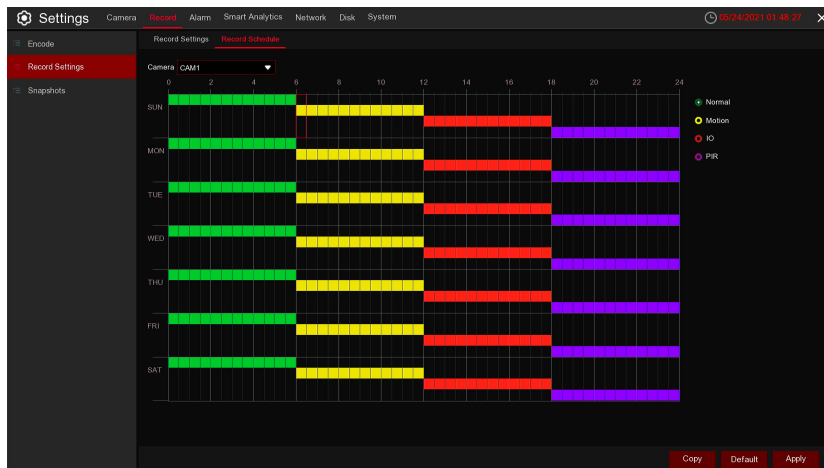 Settings Camera Record Alarm Smart Analytics Network Disk System 05/24/2021 01:48:27
Encode
Record Settings
Snapshots
Record Settings Record Schedule
Camera CAM1
0 2 4 6 8 10 12 14 16 18 20 22 24
SUN
MON
TUE
WED
THU
FRI
SAT
Normal
Motion
IO
PIR
Copy Default Apply